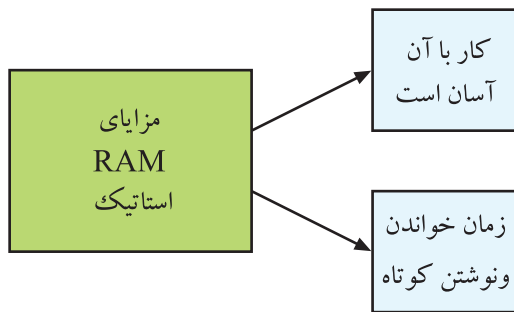 مزایای
RAM
استاتیک
کار با آن
آسان است
زمان خواندن
ونوشتن کوتاه